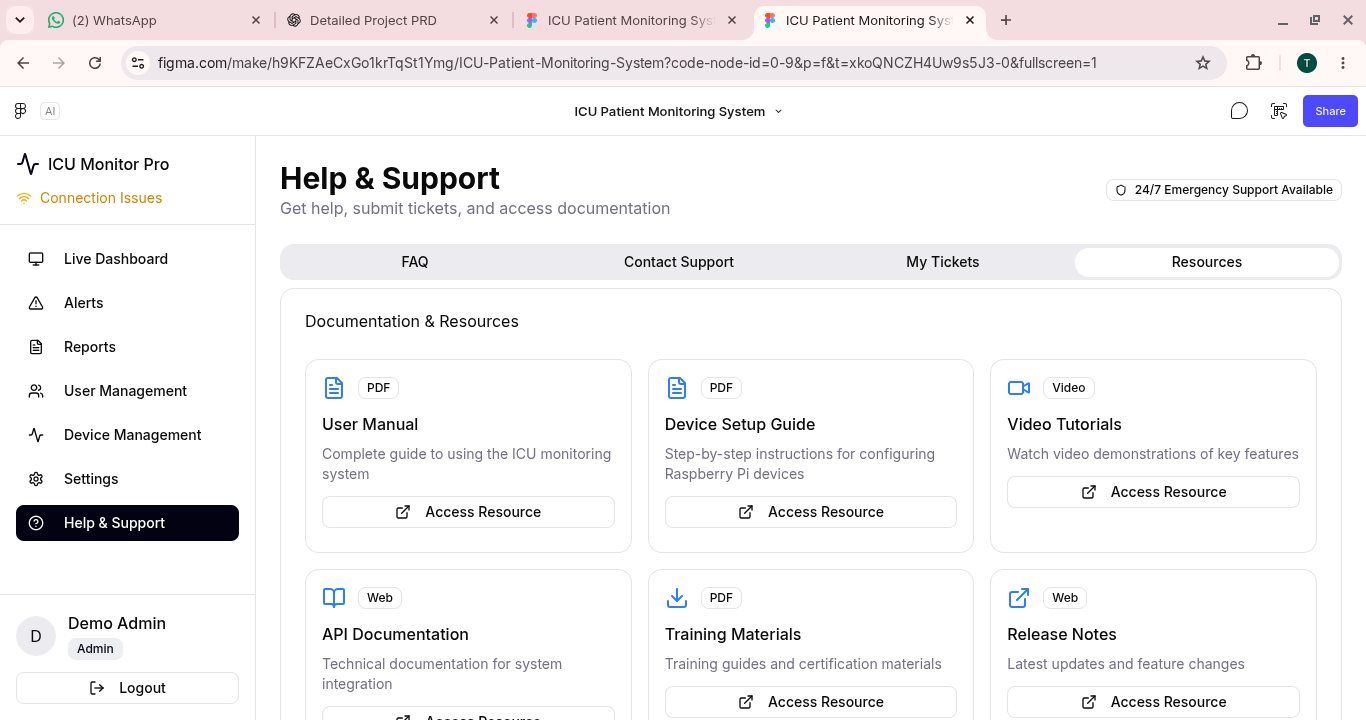 (2) WhatsApp
Detailed Project PRD
ICU Patient Monitoring Sys
ICU Patient Monitoring Sys
figma.com/make/h9KFZAeCxGo1krTqSt1Ymg/ICU-Patient-Monitoring-System?code-node-id=0-9&p=f&t=xkoQNCZH4Uw9s5J3-0&fullscreen=1
T
AI
ICU Patient Monitoring System
Share
ICU Monitor Pro
Connection Issues
Live Dashboard
Alerts
Reports
User Management
Device Management
Settings
Help & Support
D
Demo Admin
Admin
Logout
Help & Support
Get help, submit tickets, and access documentation
24/7 Emergency Support Available
FAQ
Contact Support
My Tickets
Resources
Documentation & Resources
PDF
User Manual
Complete guide to using the ICU monitoring
system
Access Resource
PDF
Device Setup Guide
Step-by-step instructions for configuring
Raspberry Pi devices
Access Resource
Video
Video Tutorials
Watch video demonstrations of key features
Access Resource
Web
API Documentation
Technical documentation for system
integration
Access Resource
PDF
Training Materials
Training guides and certification materials
Access Resource
Web
Release Notes
Latest updates and feature changes
Access Resource